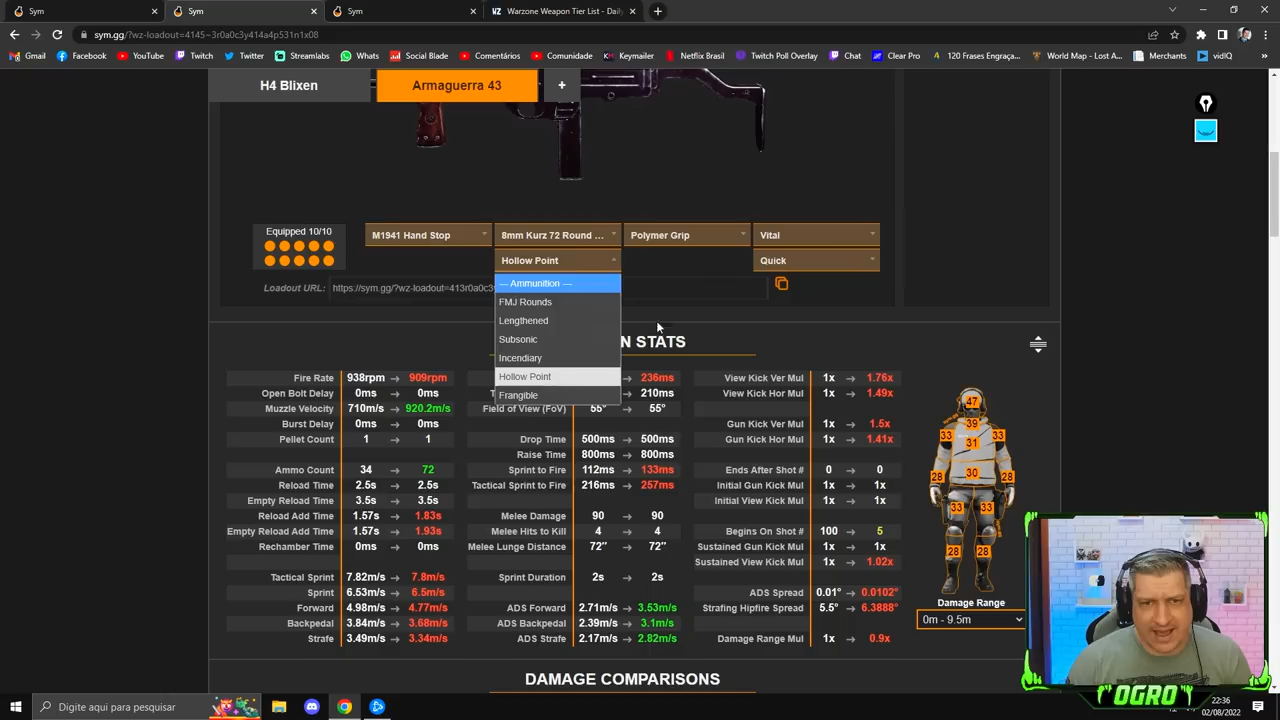 Sym
Sym
Sym
Warzone Weapon Tier List - Daily
sym.gg/?wz-loadout=4145~3r0a0c3y414a4p531n1x08
Gmail
Facebook
YouTube
Twitch
Twitter
Streamlabs
WhatsApp
Social Blade
Comentários
Comunidade
Keymailer
Netflix Brasil
Twitch Poll Overlay
Chat
Clear Pro
120 Frases Engraça...
World Map - Lost A...
Merchants
vidIQ
H4 Blixen
Armaguerra 43
+
Equipped 10/10
M1941 Hand Stop
8mm Kurz 72 Round ...
Polymer Grip
Vital
Hollow Point
Quick
Loadout URL:
https://sym.gg/?wz-loadout=413r0a0c3y
--- Ammunition ---
FMJ Rounds
Lengthened
Subsonic
Incendiary
Hollow Point
Frangible
N STATS
Fire Rate 938rpm → 909rpm
Open Bolt Delay 0ms → 0ms
Muzzle Velocity 710m/s → 920.2m/s
Burst Delay 0ms → 0ms
Pellet Count 1 → 1
Ammo Count 34 → 72
Reload Time 2.5s → 2.5s
Empty Reload Time 3.5s → 3.5s
Reload Add Time 1.57s → 1.83s
Empty Reload Add Time 1.57s → 1.93s
Rechamber Time 0ms → 0ms
Tactical Sprint 7.82m/s → 7.8m/s
Sprint 6.53m/s → 6.5m/s
Forward 4.98m/s → 4.77m/s
Backpedal 3.84m/s → 3.68m/s
Strafe 3.49m/s → 3.34m/s
236ms
210ms
Field of View (FoV) 55° → 55°
Drop Time 500ms → 500ms
Raise Time 800ms → 800ms
Sprint to Fire 112ms → 133ms
Tactical Sprint to Fire 216ms → 257ms
Melee Damage 90 → 90
Melee Hits to Kill 4 → 4
Melee Lunge Distance 72" → 72"
Sprint Duration 2s → 2s
ADS Forward 2.71m/s → 3.53m/s
ADS Backpedal 2.39m/s → 3.1m/s
ADS Strafe 2.17m/s → 2.82m/s
View Kick Ver Mul 1x → 1.76x
View Kick Hor Mul 1x → 1.49x
Gun Kick Ver Mul 1x → 1.5x
Gun Kick Hor Mul 1x → 1.41x
Ends After Shot # 0 → 0
Initial Gun Kick Mul 1x → 1x
Initial View Kick Mul 1x → 1x
Begins On Shot # 100 → 5
Sustained Gun Kick Mul 1x → 1x
Sustained View Kick Mul 1x → 1.02x
ADS Spread 0.01° → 0.0102°
Strafing Hipfire Spread 5.5° → 6.3888°
Damage Range Mul 1x → 0.9x
47
39
33 33
31
30
28 28
33 33
28 28
Damage Range
0m - 9.5m
DAMAGE COMPARISONS
OGRO
Digite aqui para pesquisar
22:36
02/08/2022